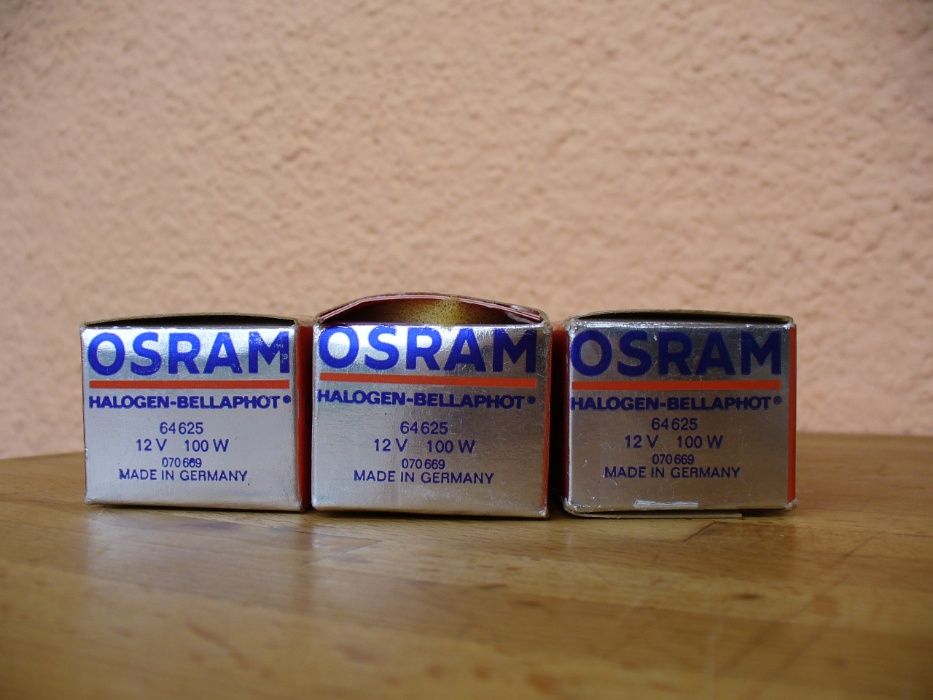 OSRAM
HALOGEN-BELLAPHOT®
64625
12 V 100 W
070669
MADE IN GERMANY
OSRAM
HALOGEN-BELLAPHOT®
64625
12 V 100 W
070669
MADE IN GERMANY
OSRAM
HALOGEN-BELLAPHOT®
64625
12 V 100 W
070669
MADE IN GERMANY